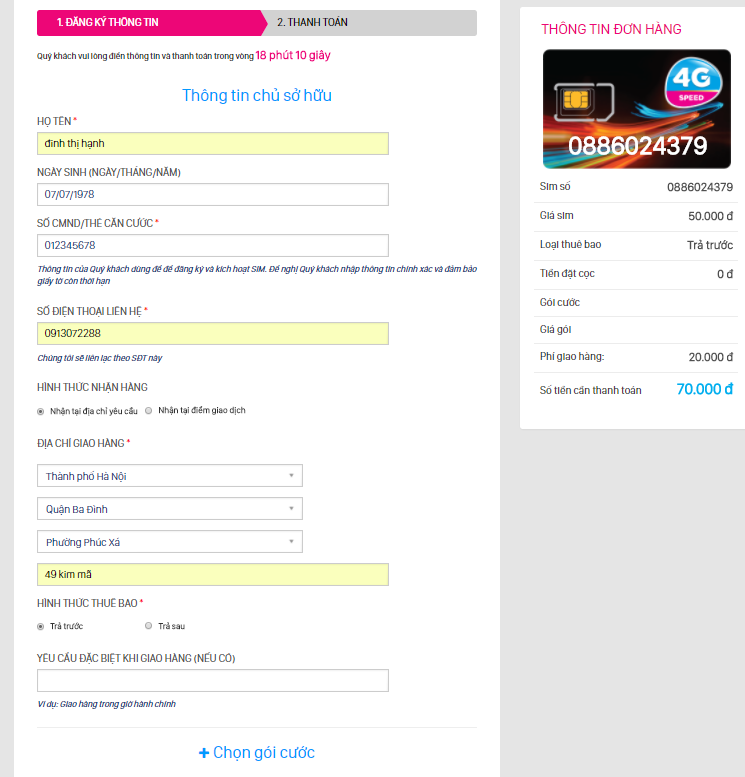 1. ĐĂNG KÝ THÔNG TIN
2. THANH TOÁN
Quý khách vui lòng điền thông tin và thanh toán trong vòng 18 phút 10 giây
Thông tin chủ sở hữu
HỌ TÊN *
đinh thị hạnh
NGÀY SINH (NGÀY/THÁNG/NĂM)
07/07/1978
SỐ CMND/THẺ CĂN CƯỚC *
012345678
Thông tin của Quý khách dùng để để đăng ký và kích hoạt SIM. Đề nghị Quý khách nhập thông tin chính xác và đảm bảo
giấy tờ còn thời hạn
SỐ ĐIỆN THOẠI LIÊN HỆ *
0913072288
Chúng tôi sẽ liên lạc theo SĐT này
HÌNH THỨC NHẬN HÀNG
Nhận tại địa chỉ yêu cầu Nhận tại điểm giao dịch
ĐỊA CHỈ GIAO HÀNG *
Thành phố Hà Nội
Quận Ba Đình
Phường Phúc Xá
49 kim mã
HÌNH THỨC THUÊ BAO *
Trả trước Trả sau
YÊU CẦU ĐẶC BIỆT KHI GIAO HÀNG (NẾU CÓ)
Ví dụ: Giao hàng trong giờ hành chính
+ Chọn gói cước
THÔNG TIN ĐƠN HÀNG
4G
SPEED
0886024379
Sim số 0886024379
Giá sim 50.000 đ
Loại thuê bao Trả trước
Tiền đặt cọc 0 đ
Gói cước
Giá gói
Phí giao hàng: 20.000 đ
Số tiền cần thanh toán 70.000 đ